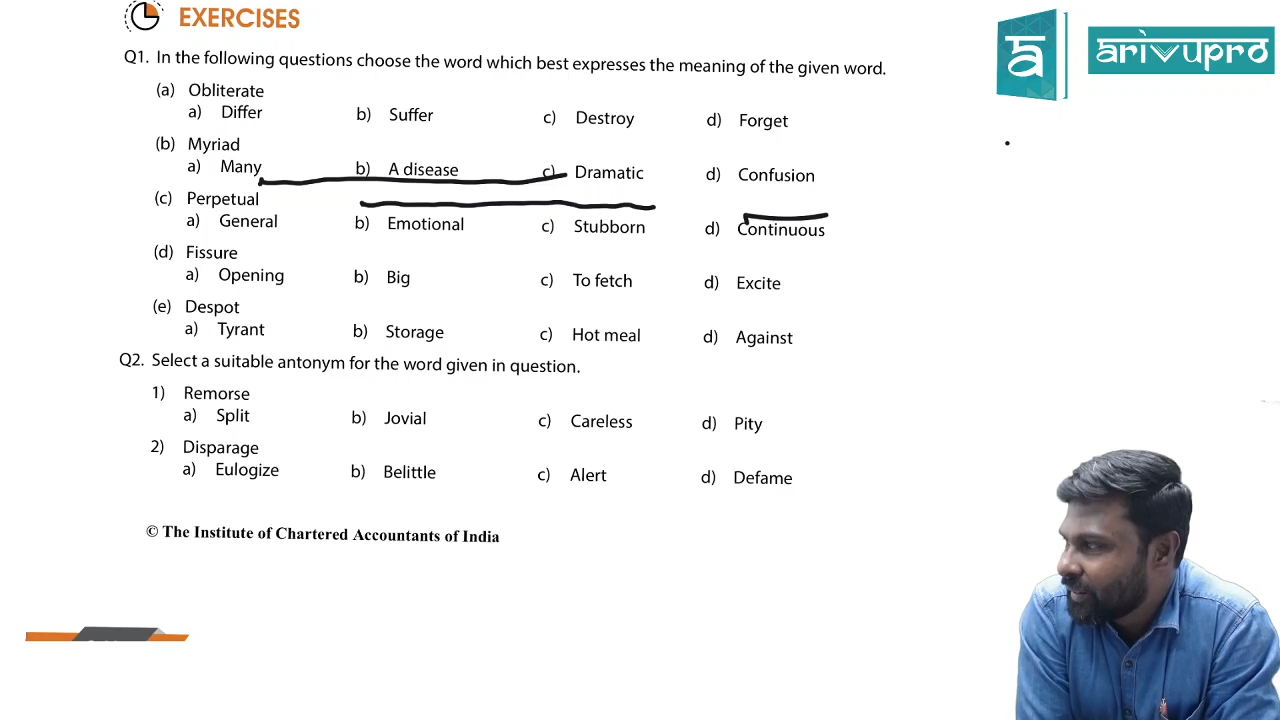 EXERCISES
Q1. In the following questions choose the word which best expresses the meaning of the given word.
(a) Obliterate
a) Differ b) Suffer c) Destroy d) Forget
(b) Myriad
a) Many b) A disease c) Dramatic d) Confusion
(c) Perpetual
a) General b) Emotional c) Stubborn d) Continuous
(d) Fissure
a) Opening b) Big c) To fetch d) Excite
(e) Despot
a) Tyrant b) Storage c) Hot meal d) Against
Q2. Select a suitable antonym for the word given in question.
1) Remorse
a) Split b) Jovial c) Careless d) Pity
2) Disparage
a) Eulogize b) Belittle c) Alert d) Defame
© The Institute of Chartered Accountants of India
ā
arivupro